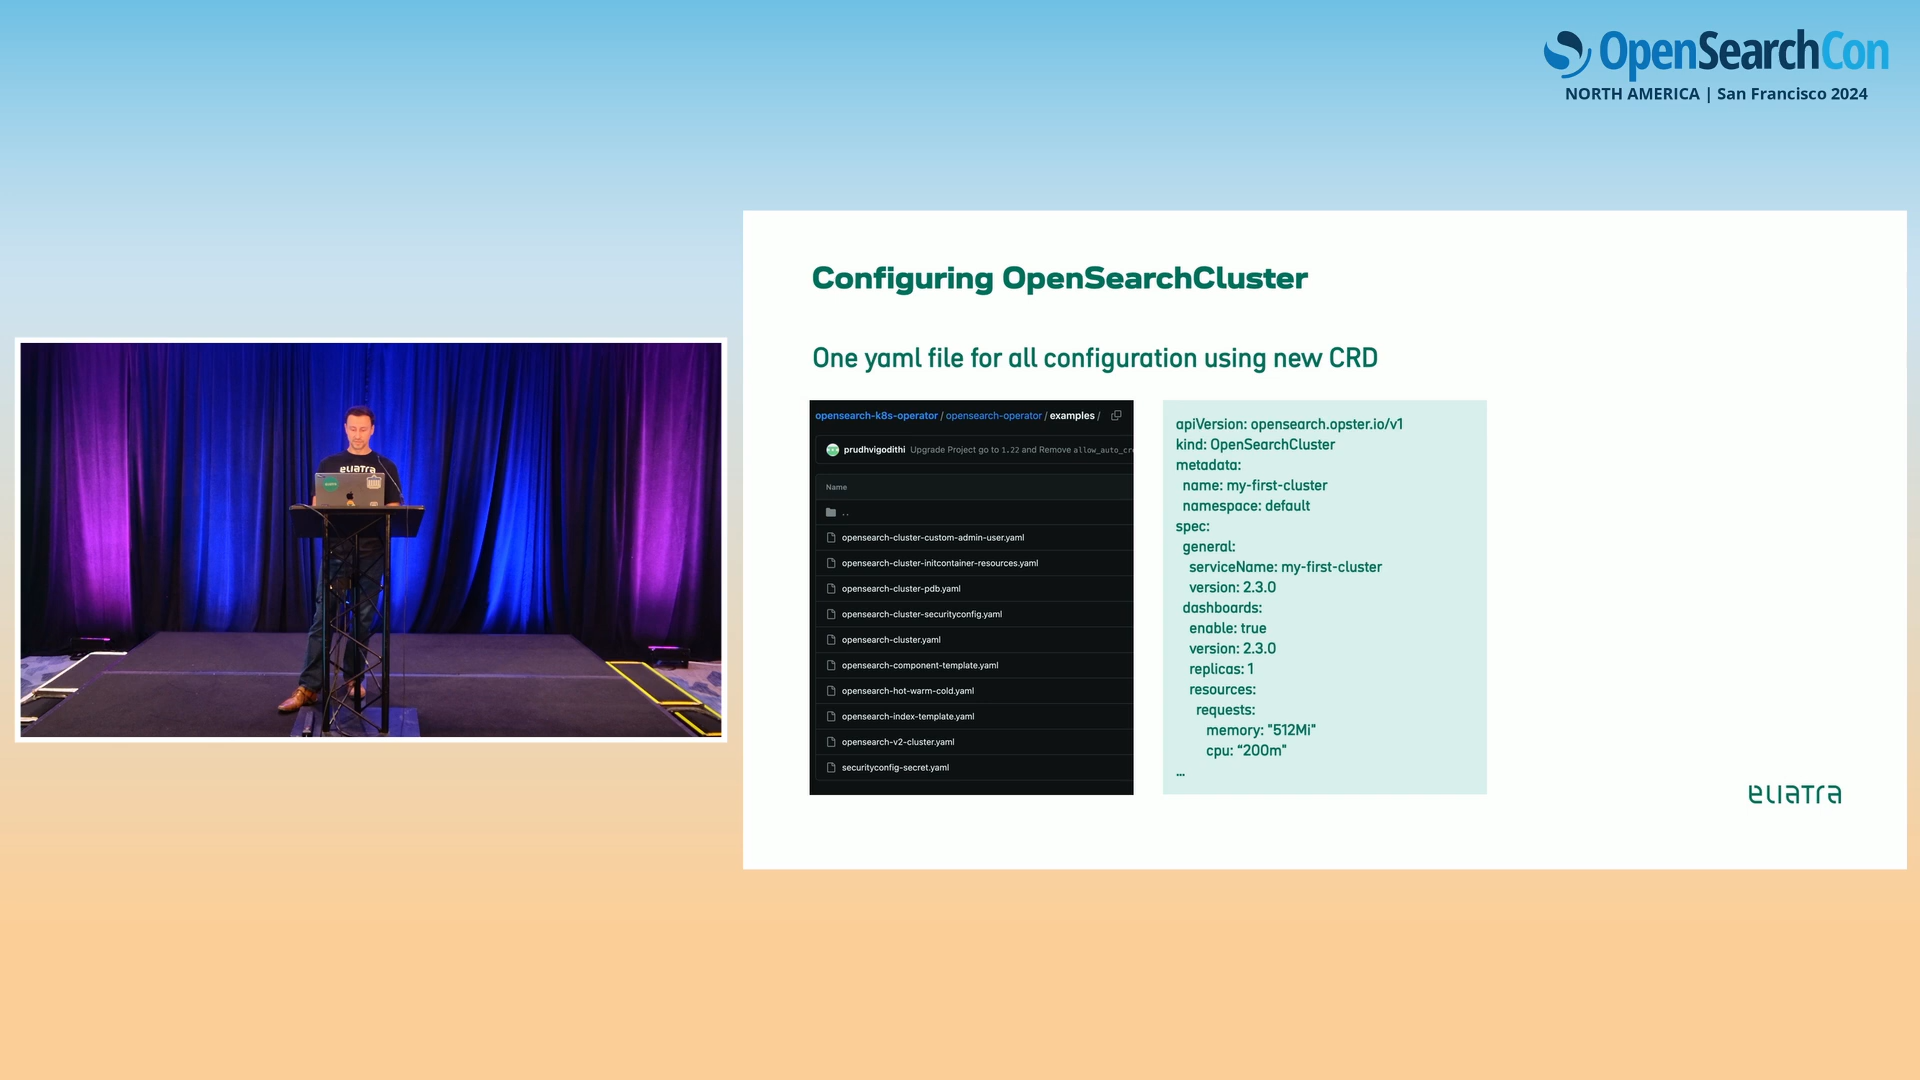 OpenSearchCon
NORTH AMERICA | San Francisco 2024
Configuring OpenSearchCluster
One yaml file for all configuration using new CRD
opensearch-k8s-operator / opensearch-operator / examples /
prudhvigodithi Upgrade Project go to 1.22 and Remove allow_auto_cr
Name
..
opensearch-cluster-custom-admin-user.yaml
opensearch-cluster-initcontainer-resources.yaml
opensearch-cluster-pdb.yaml
opensearch-cluster-securityconfig.yaml
opensearch-cluster.yaml
opensearch-component-template.yaml
opensearch-hot-warm-cold.yaml
opensearch-index-template.yaml
opensearch-v2-cluster.yaml
securityconfig-secret.yaml
apiVersion: opensearch.opster.io/v1
kind: OpenSearchCluster
metadata:
name: my-first-cluster
namespace: default
spec:
general:
serviceName: my-first-cluster
version: 2.3.0
dashboards:
enable: true
version: 2.3.0
replicas: 1
resources:
requests:
memory: "512Mi"
cpu: “200m"
...
eliatra
eliatra